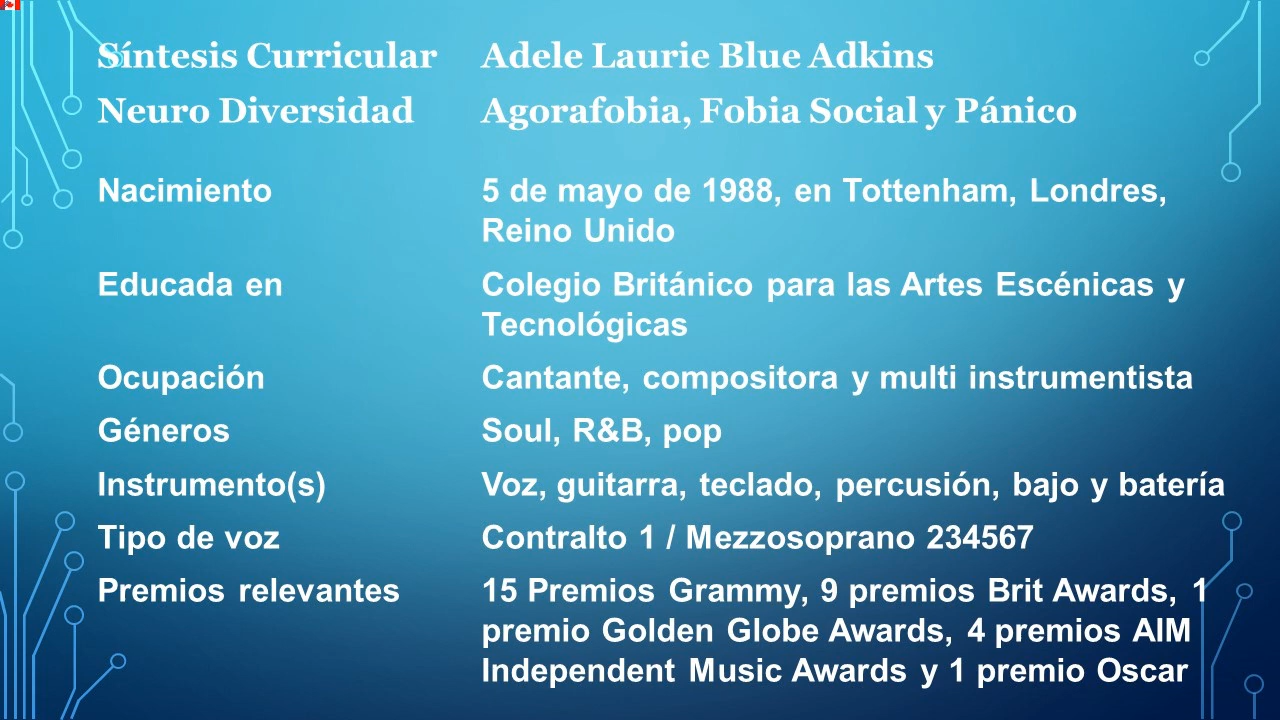 Síntesis Curricular Adele Laurie Blue Adkins
Neuro Diversidad Agorafobia, Fobia Social y Pánico
Nacimiento 5 de mayo de 1988, en Tottenham, Londres,
Reino Unido
Educada en Colegio Británico para las Artes Escénicas y
Tecnológicas
Ocupación Cantante, compositora y multi instrumentista
Géneros Soul, R&B, pop
Instrumento(s) Voz, guitarra, teclado, percusión, bajo y batería
Tipo de voz Contralto 1 / Mezzosoprano 234567
Premios relevantes 15 Premios Grammy, 9 premios Brit Awards, 1
premio Golden Globe Awards, 4 premios AIM
Independent Music Awards y 1 premio Oscar